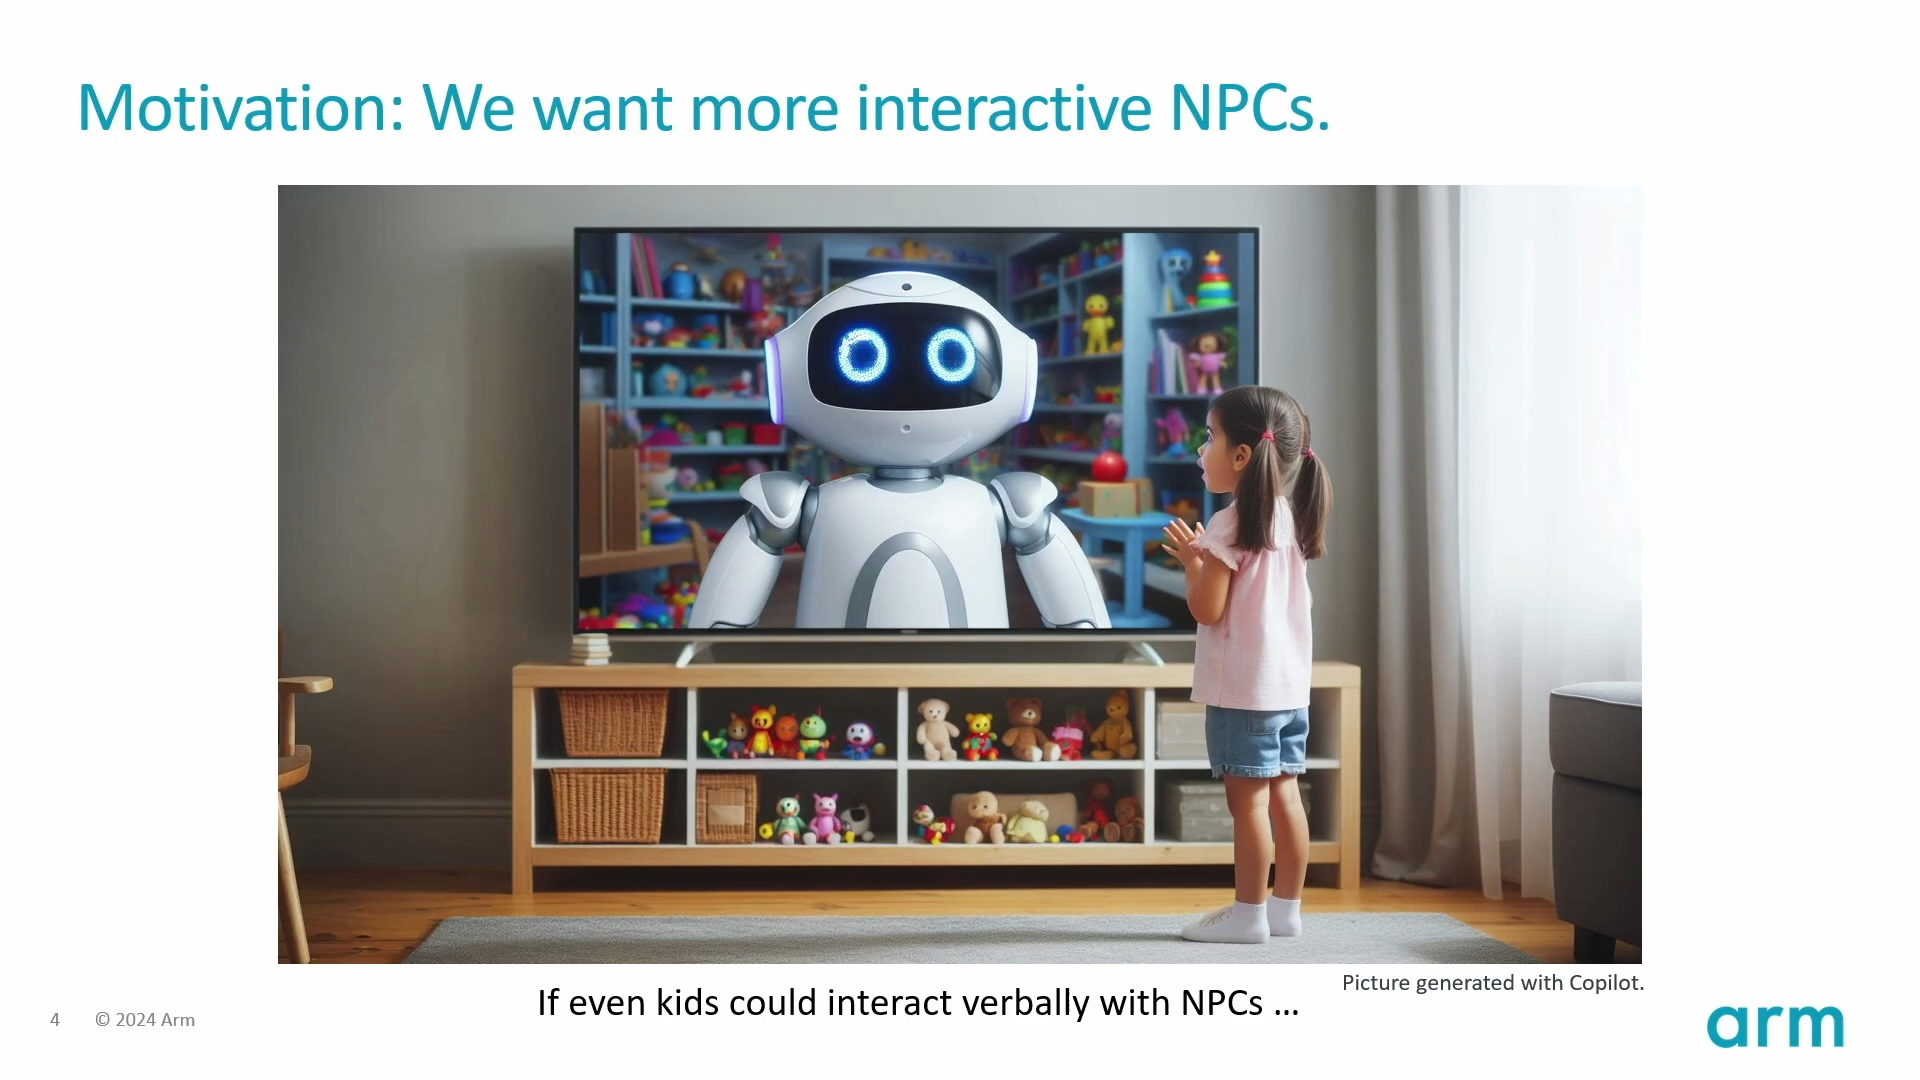 Motivation: We want more interactive NPCs.
Picture generated with Copilot.
If even kids could interact verbally with NPCs ...
4 © 2024 Arm
arm